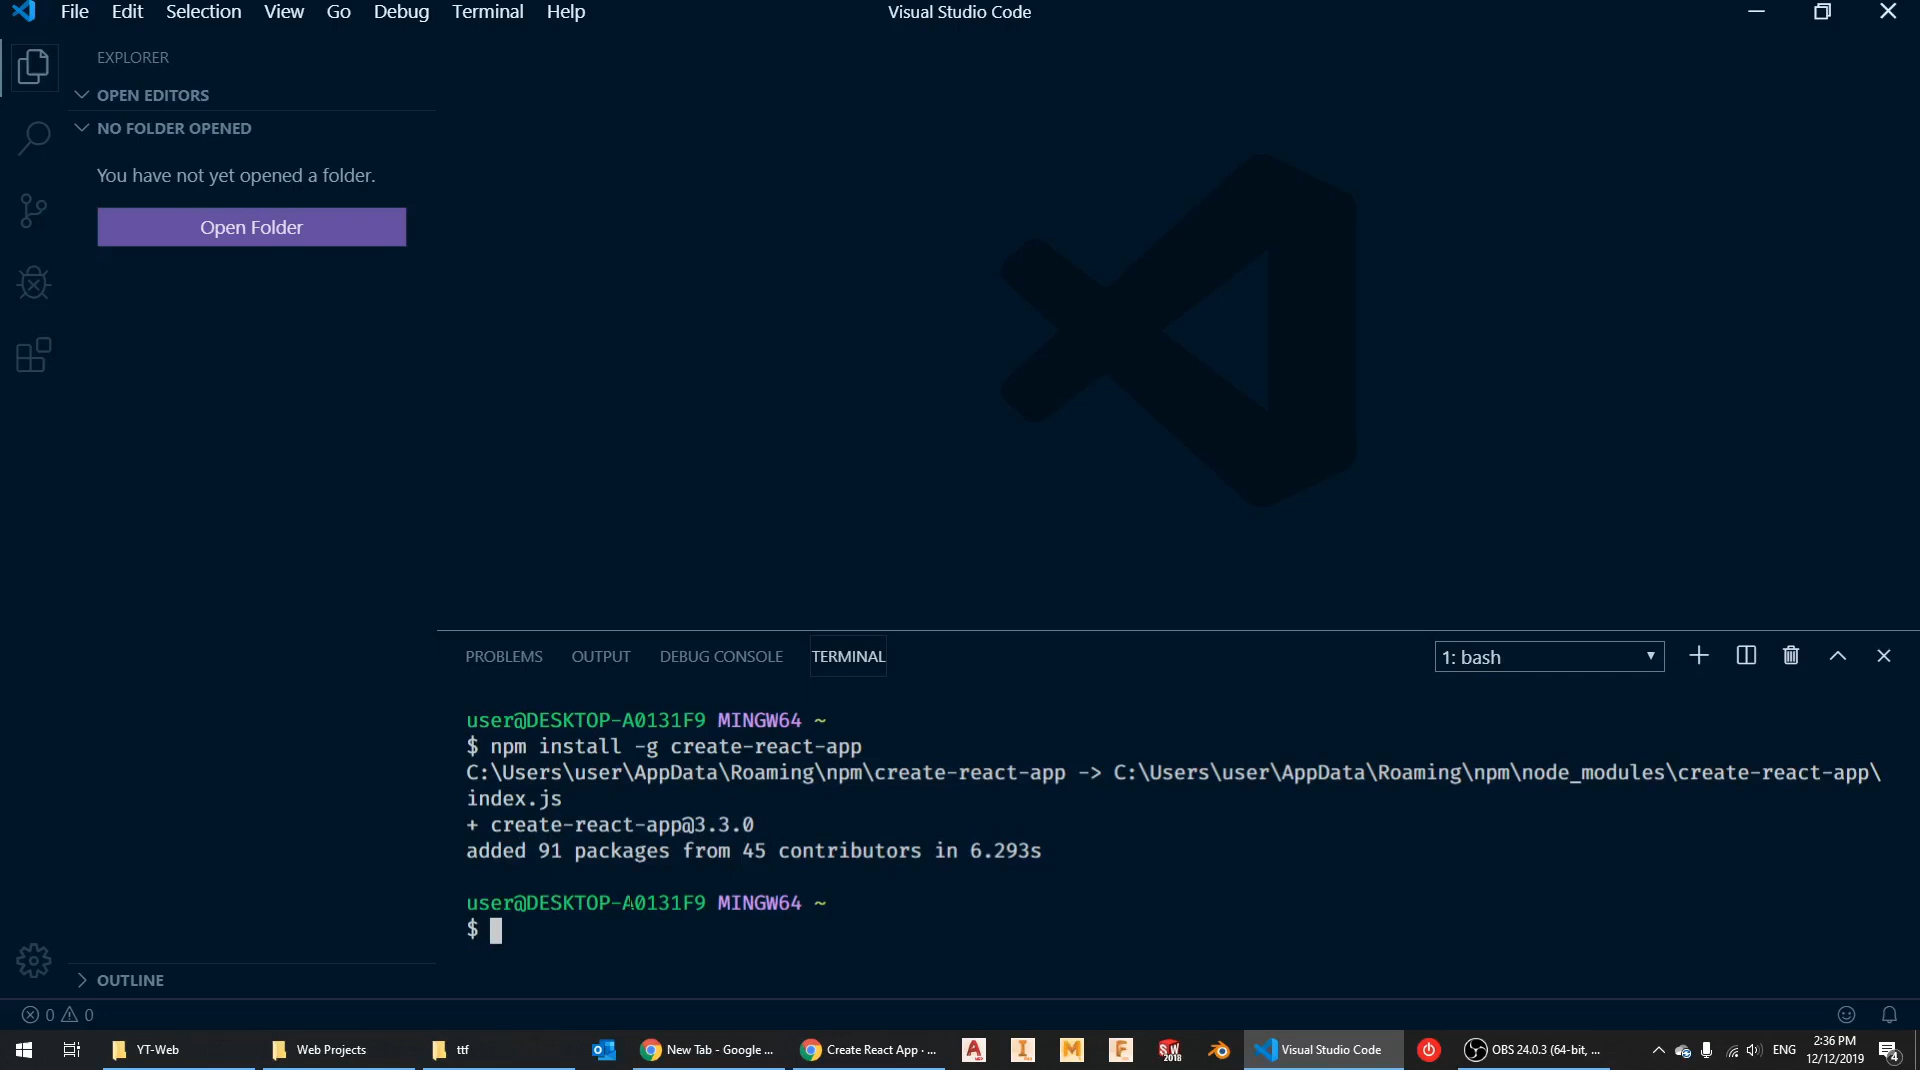 File Edit Selection View Go Debug Terminal Help Visual Studio Code
EXPLORER
OPEN EDITORS
NO FOLDER OPENED
You have not yet opened a folder.
Open Folder
PROBLEMS OUTPUT DEBUG CONSOLE TERMINAL 1: bash
user@DESKTOP-A0131F9 MINGW64 ~
$ npm install -g create-react-app
C:\Users\user\AppData\Roaming\npm\create-react-app -> C:\Users\user\AppData\Roaming\npm\node_modules\create-react-app\
index.js
+ create-react-app@3.3.0
added 91 packages from 45 contributors in 6.293s
user@DESKTOP-A0131F9 MINGW64 ~
$
OUTLINE
0 0
YT-Web Web Projects ttf New Tab - Google ... Create React App · ... SW 2018 Visual Studio Code OBS 24.0.3 (64-bit, ... ENG 2:36 PM
12/12/2019 4